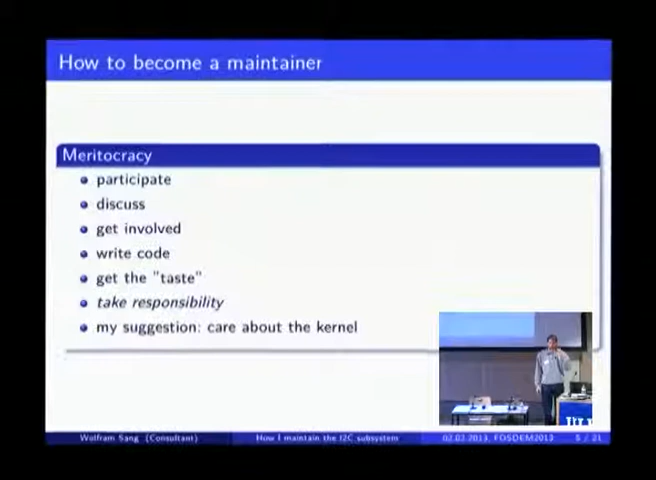 How to become a maintainer
Meritocracy
participate
discuss
get involved
write code
get the "taste"
take responsibility
my suggestion: care about the kernel
Wolfram Sang (Consultant)
How I maintain the I2C subsystem
02.02.2013, FOSDEM2013
5 / 21